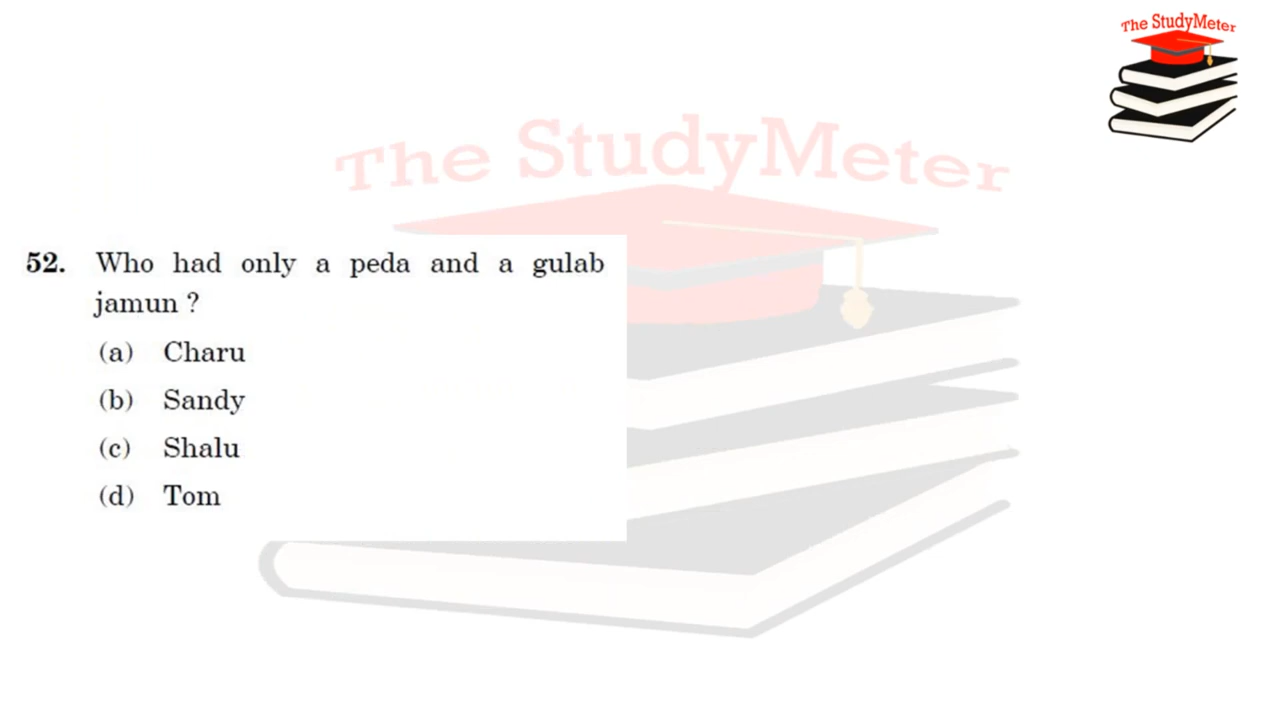 The StudyMeter
The StudyMeter
52. Who had only a peda and a gulab
jamun ?
(a) Charu
(b) Sandy
(c) Shalu
(d) Tom